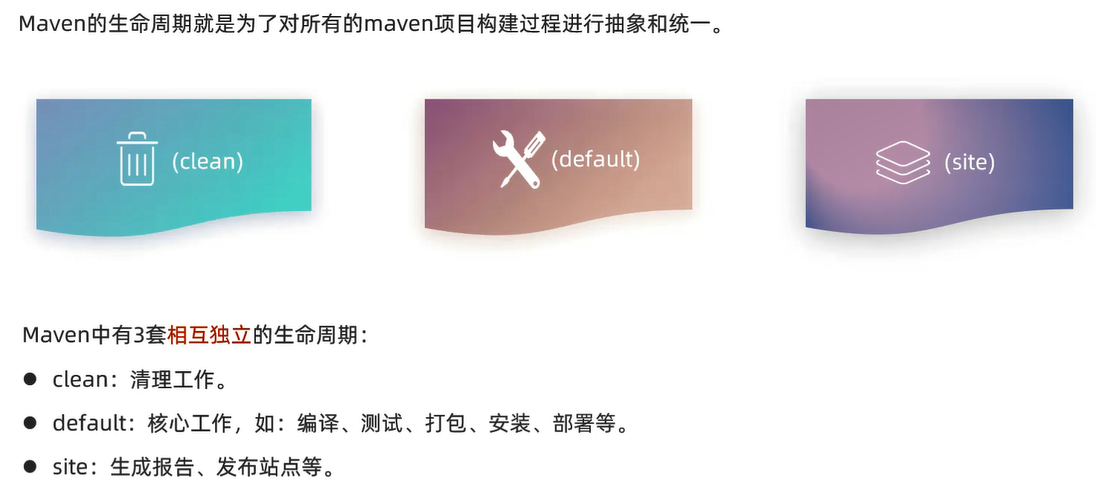 Maven的生命周期就是为了对所有的maven项目构建过程进行抽象和统一。
(clean)
(default)
(site)
Maven中有3套相互独立的生命周期：
● clean：清理工作。
● default：核心工作，如：编译、测试、打包、安装、部署等。
● site：生成报告、发布站点等。